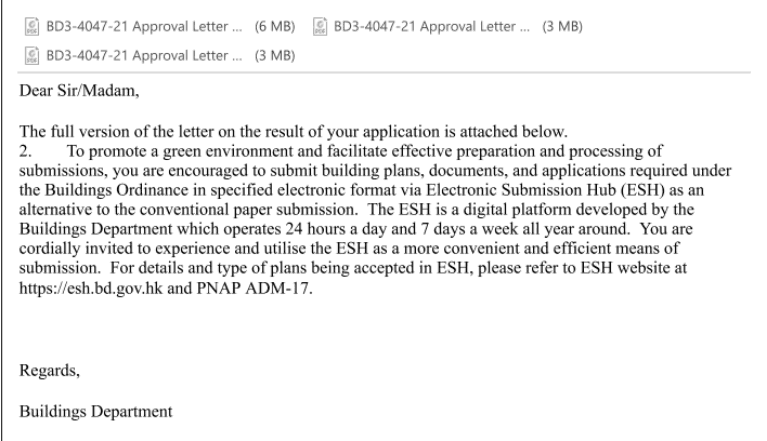 BD3-4047-21 Approval Letter ... (6 MB) BD3-4047-21 Approval Letter ... (3 MB)
BD3-4047-21 Approval Letter ... (3 MB)
Dear Sir/Madam,
The full version of the letter on the result of your application is attached below.
2. To promote a green environment and facilitate effective preparation and processing of
submissions, you are encouraged to submit building plans, documents, and applications required under
the Buildings Ordinance in specified electronic format via Electronic Submission Hub (ESH) as an
alternative to the conventional paper submission. The ESH is a digital platform developed by the
Buildings Department which operates 24 hours a day and 7 days a week all year around. You are
cordially invited to experience and utilise the ESH as a more convenient and efficient means of
submission. For details and type of plans being accepted in ESH, please refer to ESH website at
https://esh.bd.gov.hk and PNAP ADM-17.
Regards,
Buildings Department